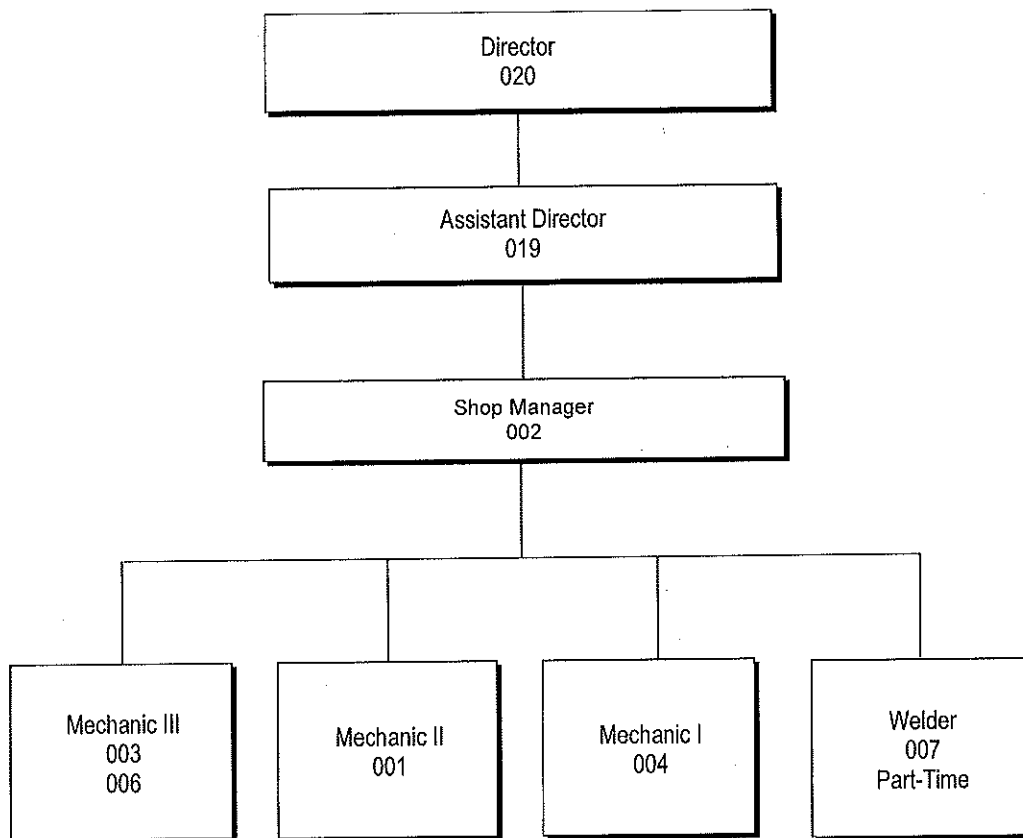 Director
020
Assistant Director
019
Shop Manager
002
Mechanic III
003
006
Mechanic II
001
Mechanic I
004
Welder
007
Part-Time